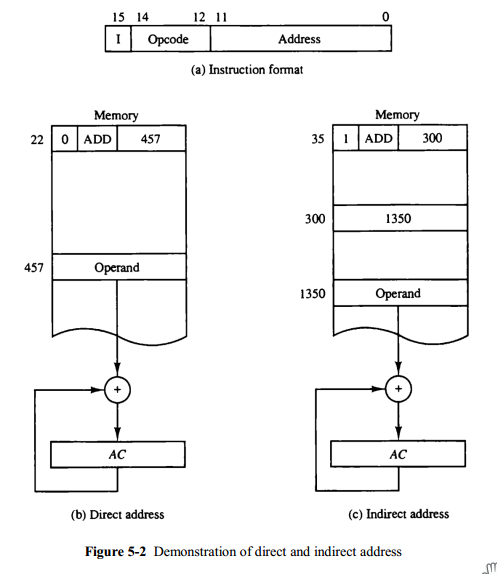 15 14 12 11 0
I Opcode Address
(a) Instruction format
Memory
22 0 ADD 457
457 Operand
+
AC
(b) Direct address
Memory
35 1 ADD 300
300 1350
1350 Operand
+
AC
(c) Indirect address
Figure 5-2 Demonstration of direct and indirect address